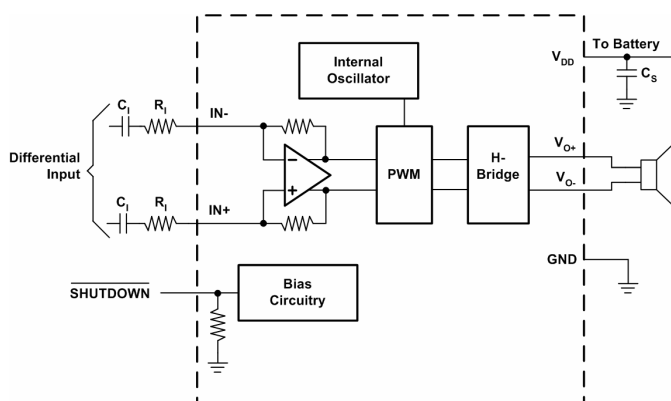 To Battery
V_DD
C_S
Internal
Oscillator
C_I
R_I
IN-
Differential
Input
−
+
PWM
H-
Bridge
V_O+
V_O-
C_I
R_I
IN+
GND
SHUTDOWN
Bias
Circuitry